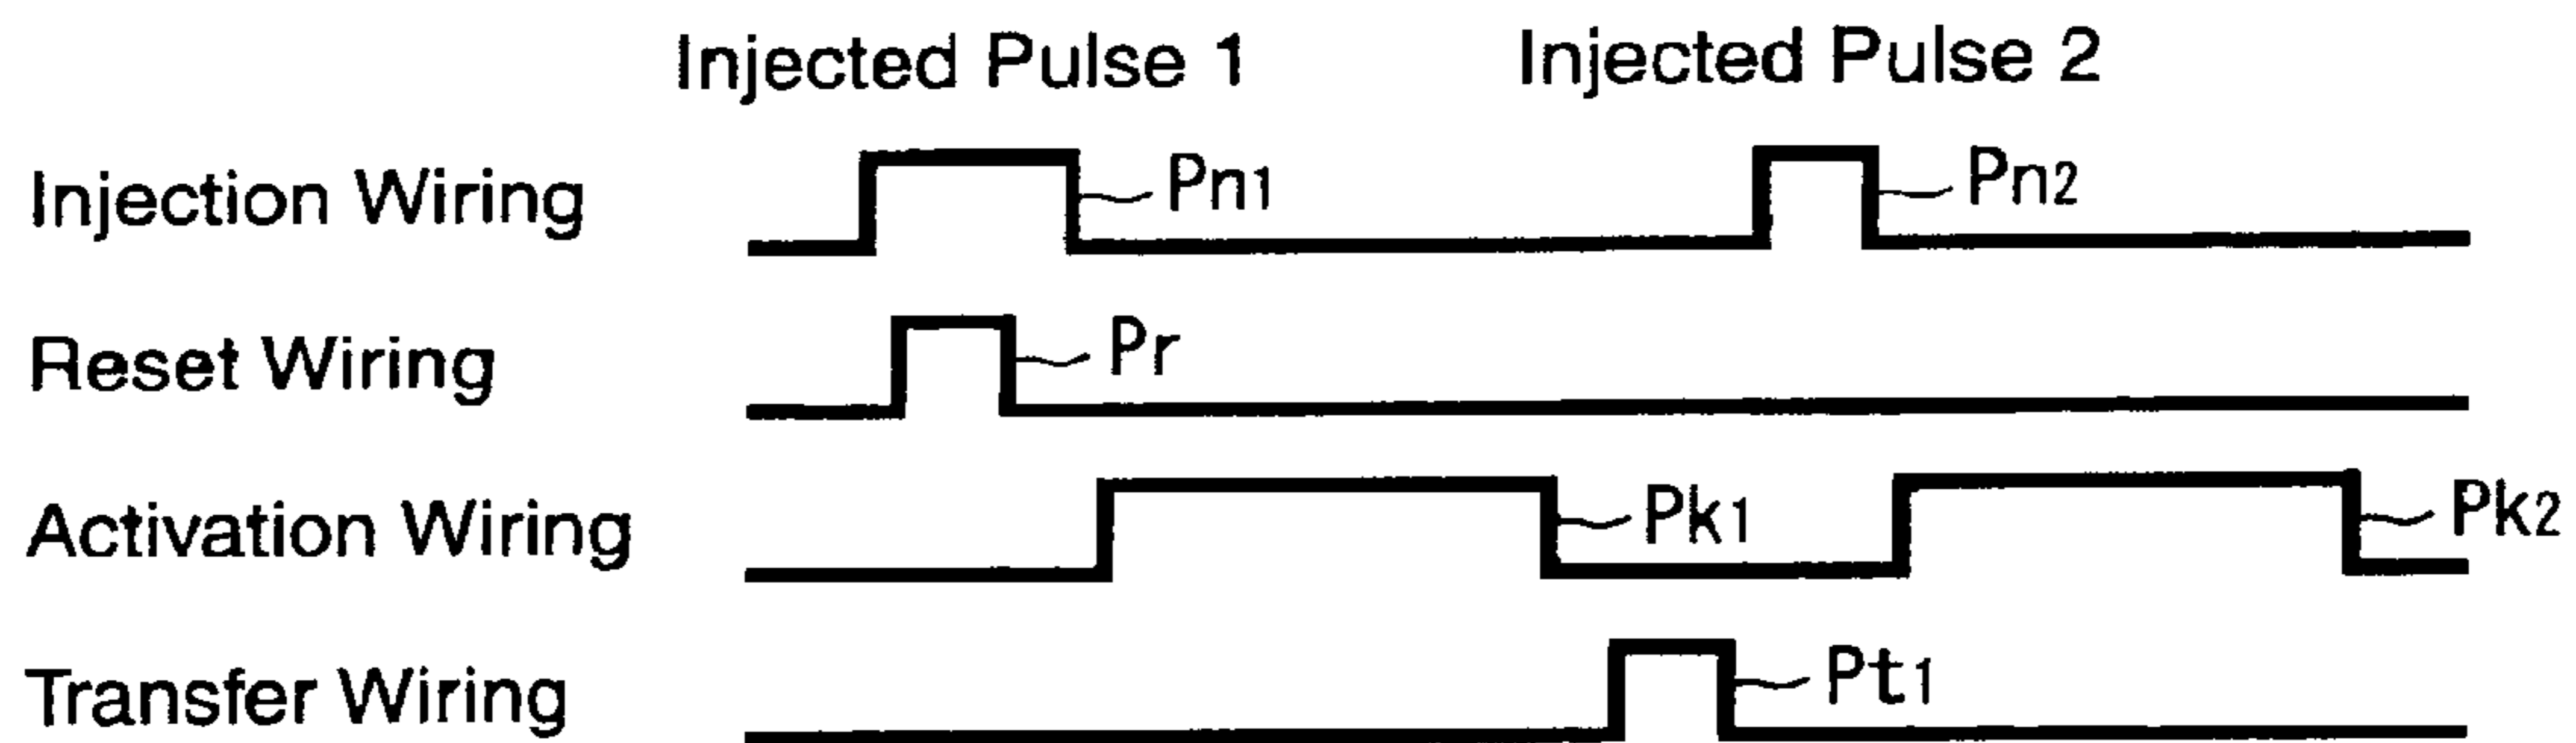 Injected Pulse 1 Injected Pulse 2
Injection Wiring Pn1 Pn2
Reset Wiring Pr
Activation Wiring Pk1 Pk2
Transfer Wiring Pt1